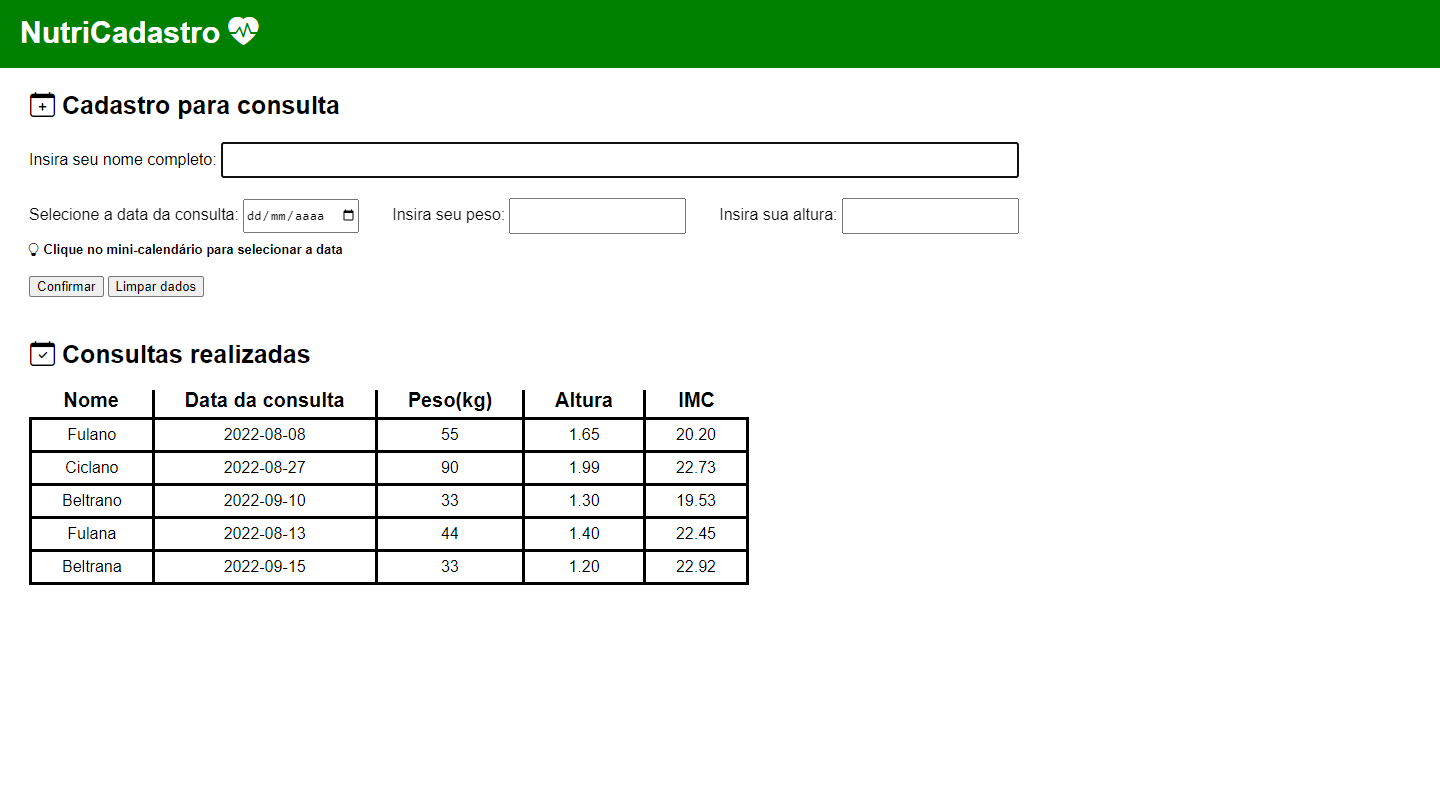 NutriCadastro
Cadastro para consulta
Insira seu nome completo:
Selecione a data da consulta: dd/mm/aaaa Insira seu peso: Insira sua altura:
Clique no mini-calendário para selecionar a data
Confirmar Limpar dados
Consultas realizadas
Nome Data da consulta Peso(kg) Altura IMC
Fulano 2022-08-08 55 1.65 20.20
Ciclano 2022-08-27 90 1.99 22.73
Beltrano 2022-09-10 33 1.30 19.53
Fulana 2022-08-13 44 1.40 22.45
Beltrana 2022-09-15 33 1.20 22.92